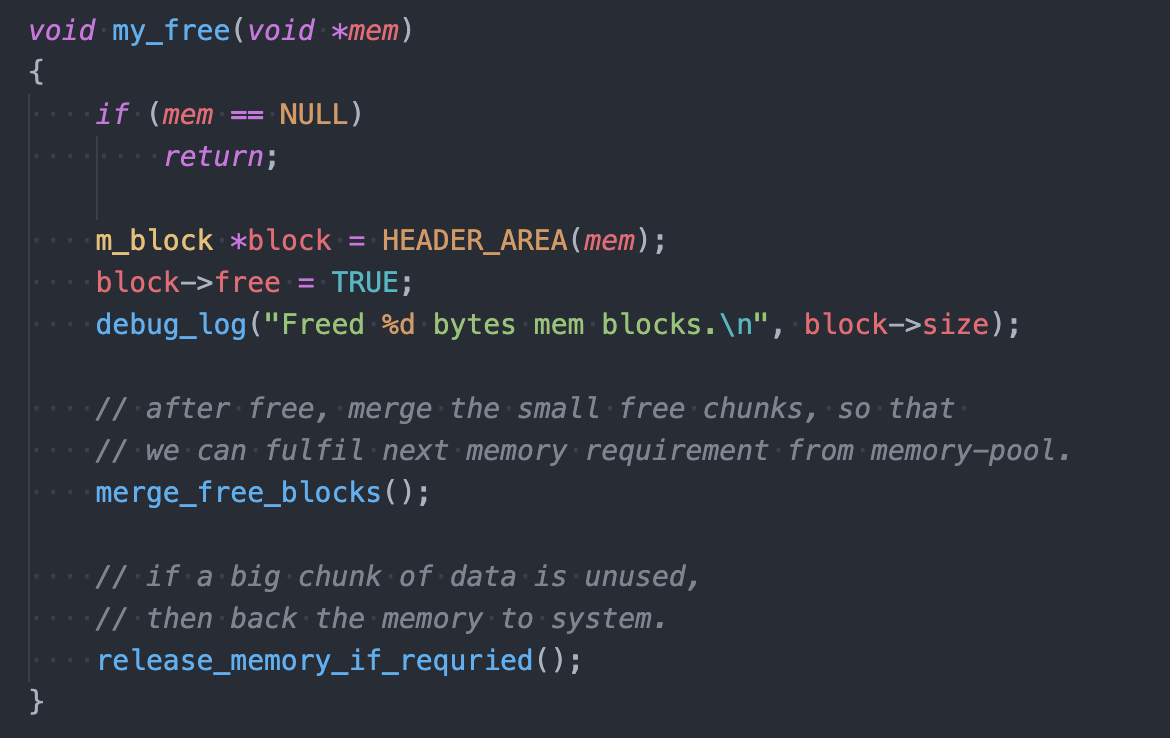 void my_free(void *mem)
{
    if (mem == NULL)
        return;

    m_block *block = HEADER_AREA(mem);
    block->free = TRUE;
    debug_log("Freed %d bytes mem blocks.\n", block->size);

    // after free, merge the small free chunks, so that
    // we can fulfil next memory requirement from memory-pool.
    merge_free_blocks();

    // if a big chunk of data is unused,
    // then back the memory to system.
    release_memory_if_requried();
}